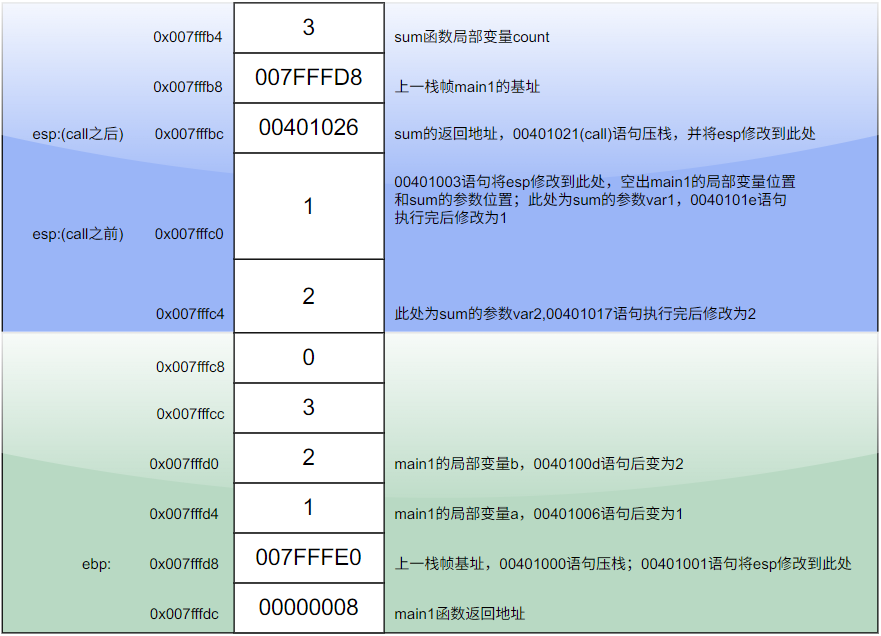 0x007fffb4 3 sum函数局部变量count
0x007fffb8 007FFFD8 上一栈帧main1的基址
esp:(call之后) 0x007fffbc 00401026 sum的返回地址，00401021(call)语句压栈，并将esp修改到此处
00401003语句将esp修改到此处，空出main1的局部变量位置
和sum的参数位置；此处为sum的参数var1，0040101e语句
执行完后修改为1
esp:(call之前) 0x007fffc0 1
0x007fffc4 2 此处为sum的参数var2,00401017语句执行完后修改为2
0x007fffc8 0
0x007fffcc 3
0x007fffd0 2 main1的局部变量b，0040100d语句后变为2
0x007fffd4 1 main1的局部变量a，00401006语句后变为1
ebp: 0x007fffd8 007FFFE0 上一栈帧基址，00401000语句压栈；00401001语句将esp修改到此处
0x007fffdc 00000008 main1函数返回地址